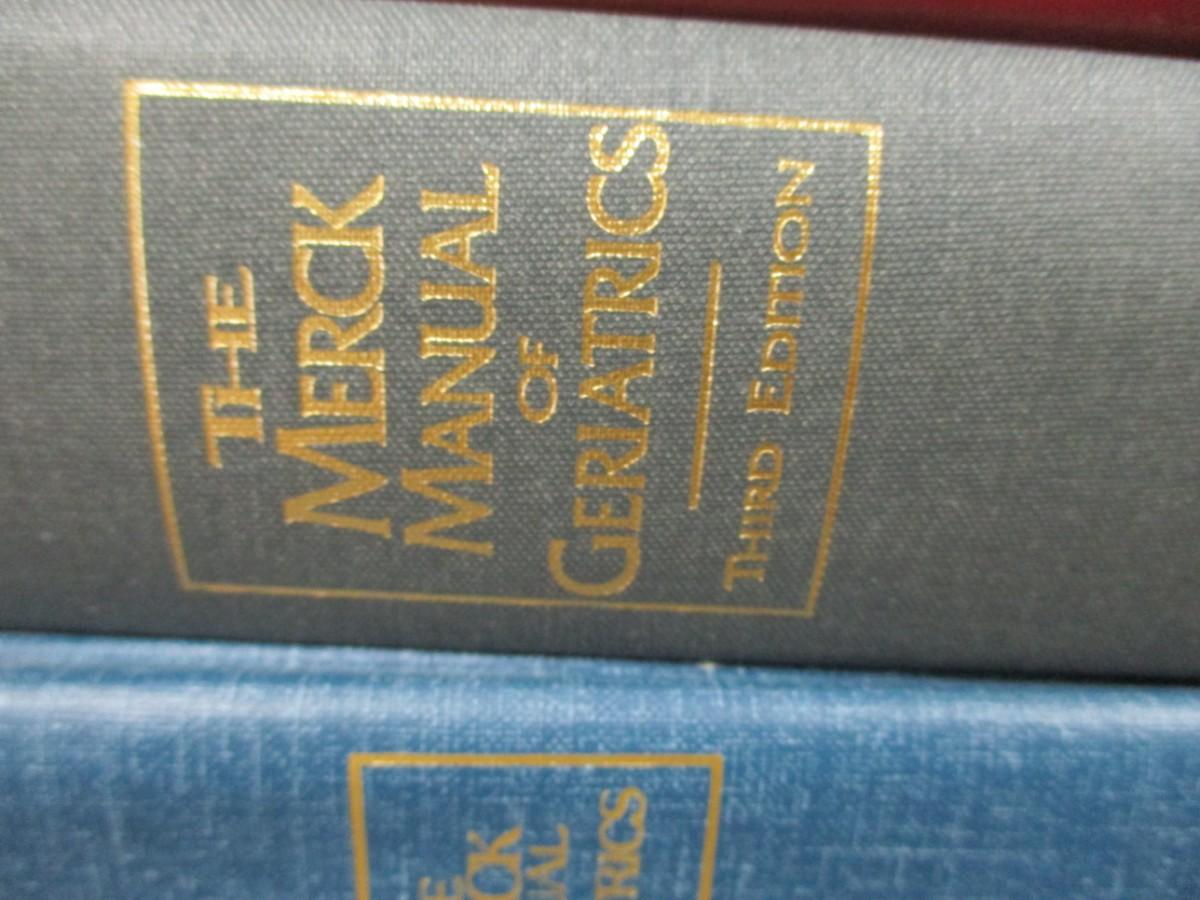 THE
MERCK
MANUAL
OF
GERIATRICS
THIRD EDITION